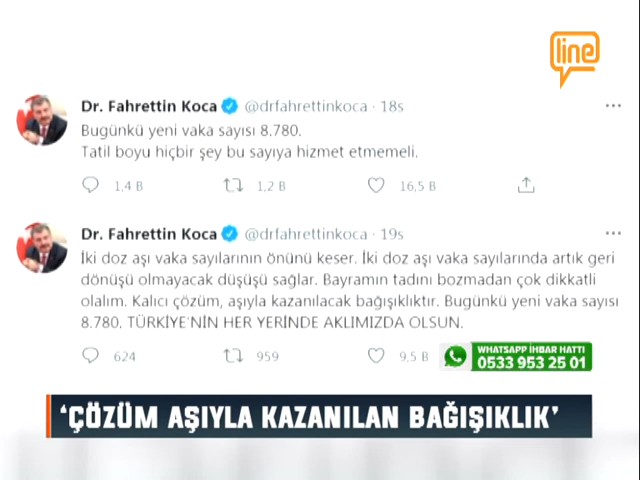 line
Dr. Fahrettin Koca @drfahrettinkoca · 18s
Bugünkü yeni vaka sayısı 8.780.
Tatil boyu hiçbir şey bu sayıya hizmet etmemeli.
1,4 B 1,2 B 16,5 B
Dr. Fahrettin Koca @drfahrettinkoca · 19s
İki doz aşı vaka sayılarının önünü keser. İki doz aşı vaka sayılarında artık geri
dönüşü olmayacak düşüşü sağlar. Bayramın tadını bozmadan çok dikkatli
olalım. Kalıcı çözüm, aşıyla kazanılacak bağışıklıktır. Bugünkü yeni vaka sayısı
8.780. TÜRKİYE'NİN HER YERİNDE AKLIMIZDA OLSUN.
624 959 9,5 B
WHATSAPP İHBAR HATTI
0533 953 25 01
‘ÇÖZÜM AŞIYLA KAZANILAN BAĞIŞIKLIK’